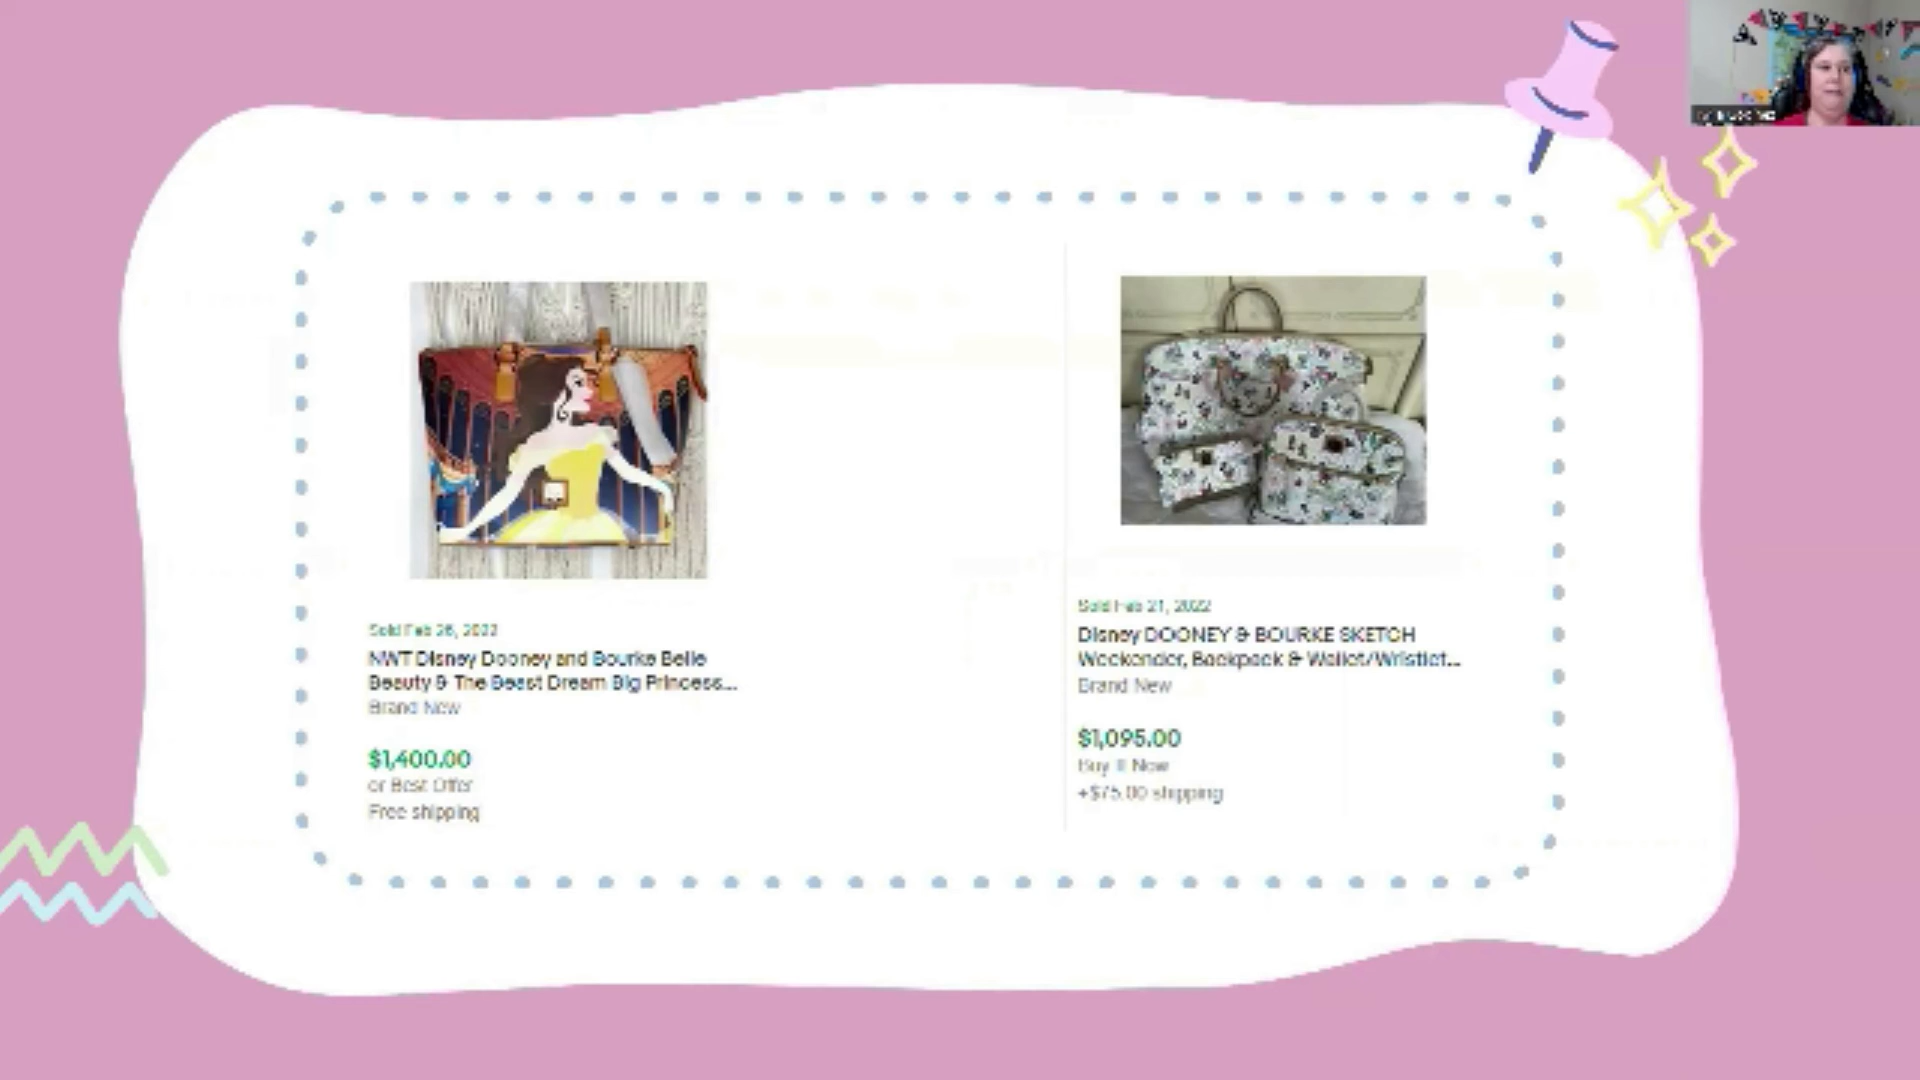 Sold Feb 26, 2022
NWT Disney Dooney and Bourke Belle
Beauty & The Beast Dream Big Princess...
Brand New
$1,400.00
or Best Offer
Free shipping
Sold Feb 21, 2022
Disney DOONEY & BOURKE SKETCH
Weekender, Backpack & Wallet/Wristlet...
Brand New
$1,095.00
Buy It Now
+$75.00 shipping